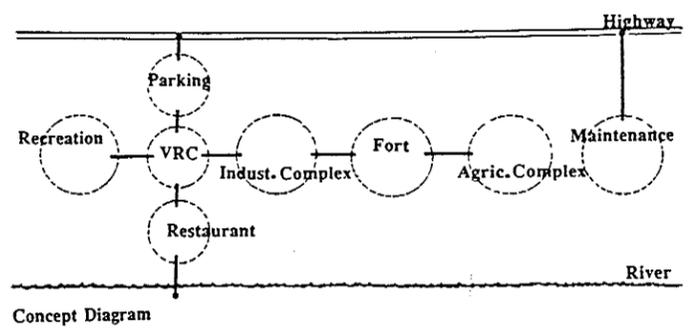 Highway
Parking
Recreation
VRC
Indust. Complex
Fort
Agric. Complex
Maintenance
Restaurant
River
Concept Diagram